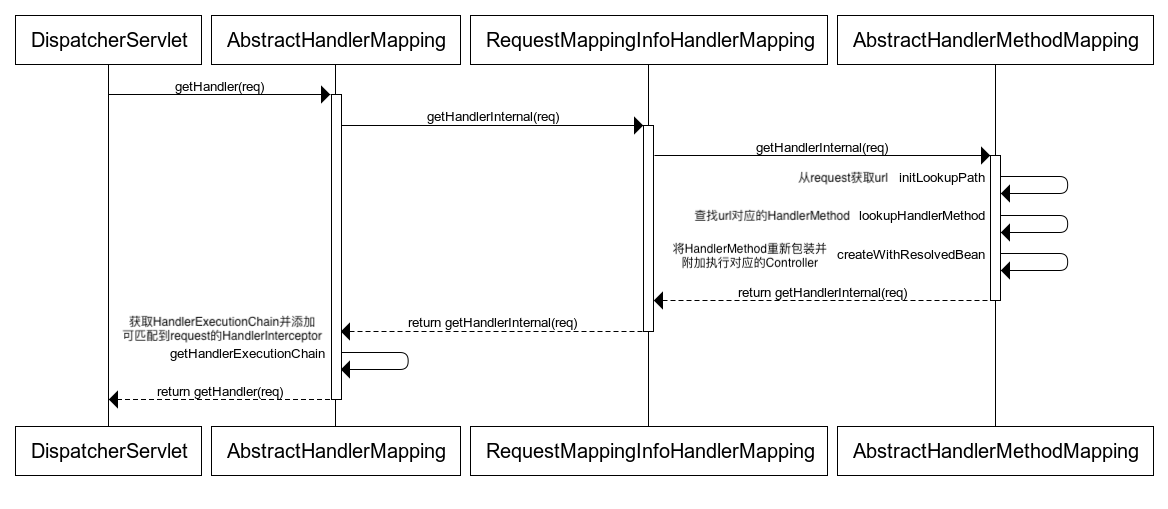 DispatcherServlet
AbstractHandlerMapping
RequestMappingInfoHandlerMapping
AbstractHandlerMethodMapping
getHandler(req)
getHandlerInternal(req)
getHandlerInternal(req)
从request获取url initLookupPath
查找url对应的HandlerMethod lookupHandlerMethod
将HandlerMethod重新包装并
附加执行对应的Controller
createWithResolvedBean
return getHandlerInternal(req)
return getHandlerInternal(req)
获取HandlerExecutionChain并添加
可匹配到request的HandlerInterceptor
getHandlerExecutionChain
return getHandler(req)
DispatcherServlet
AbstractHandlerMapping
RequestMappingInfoHandlerMapping
AbstractHandlerMethodMapping